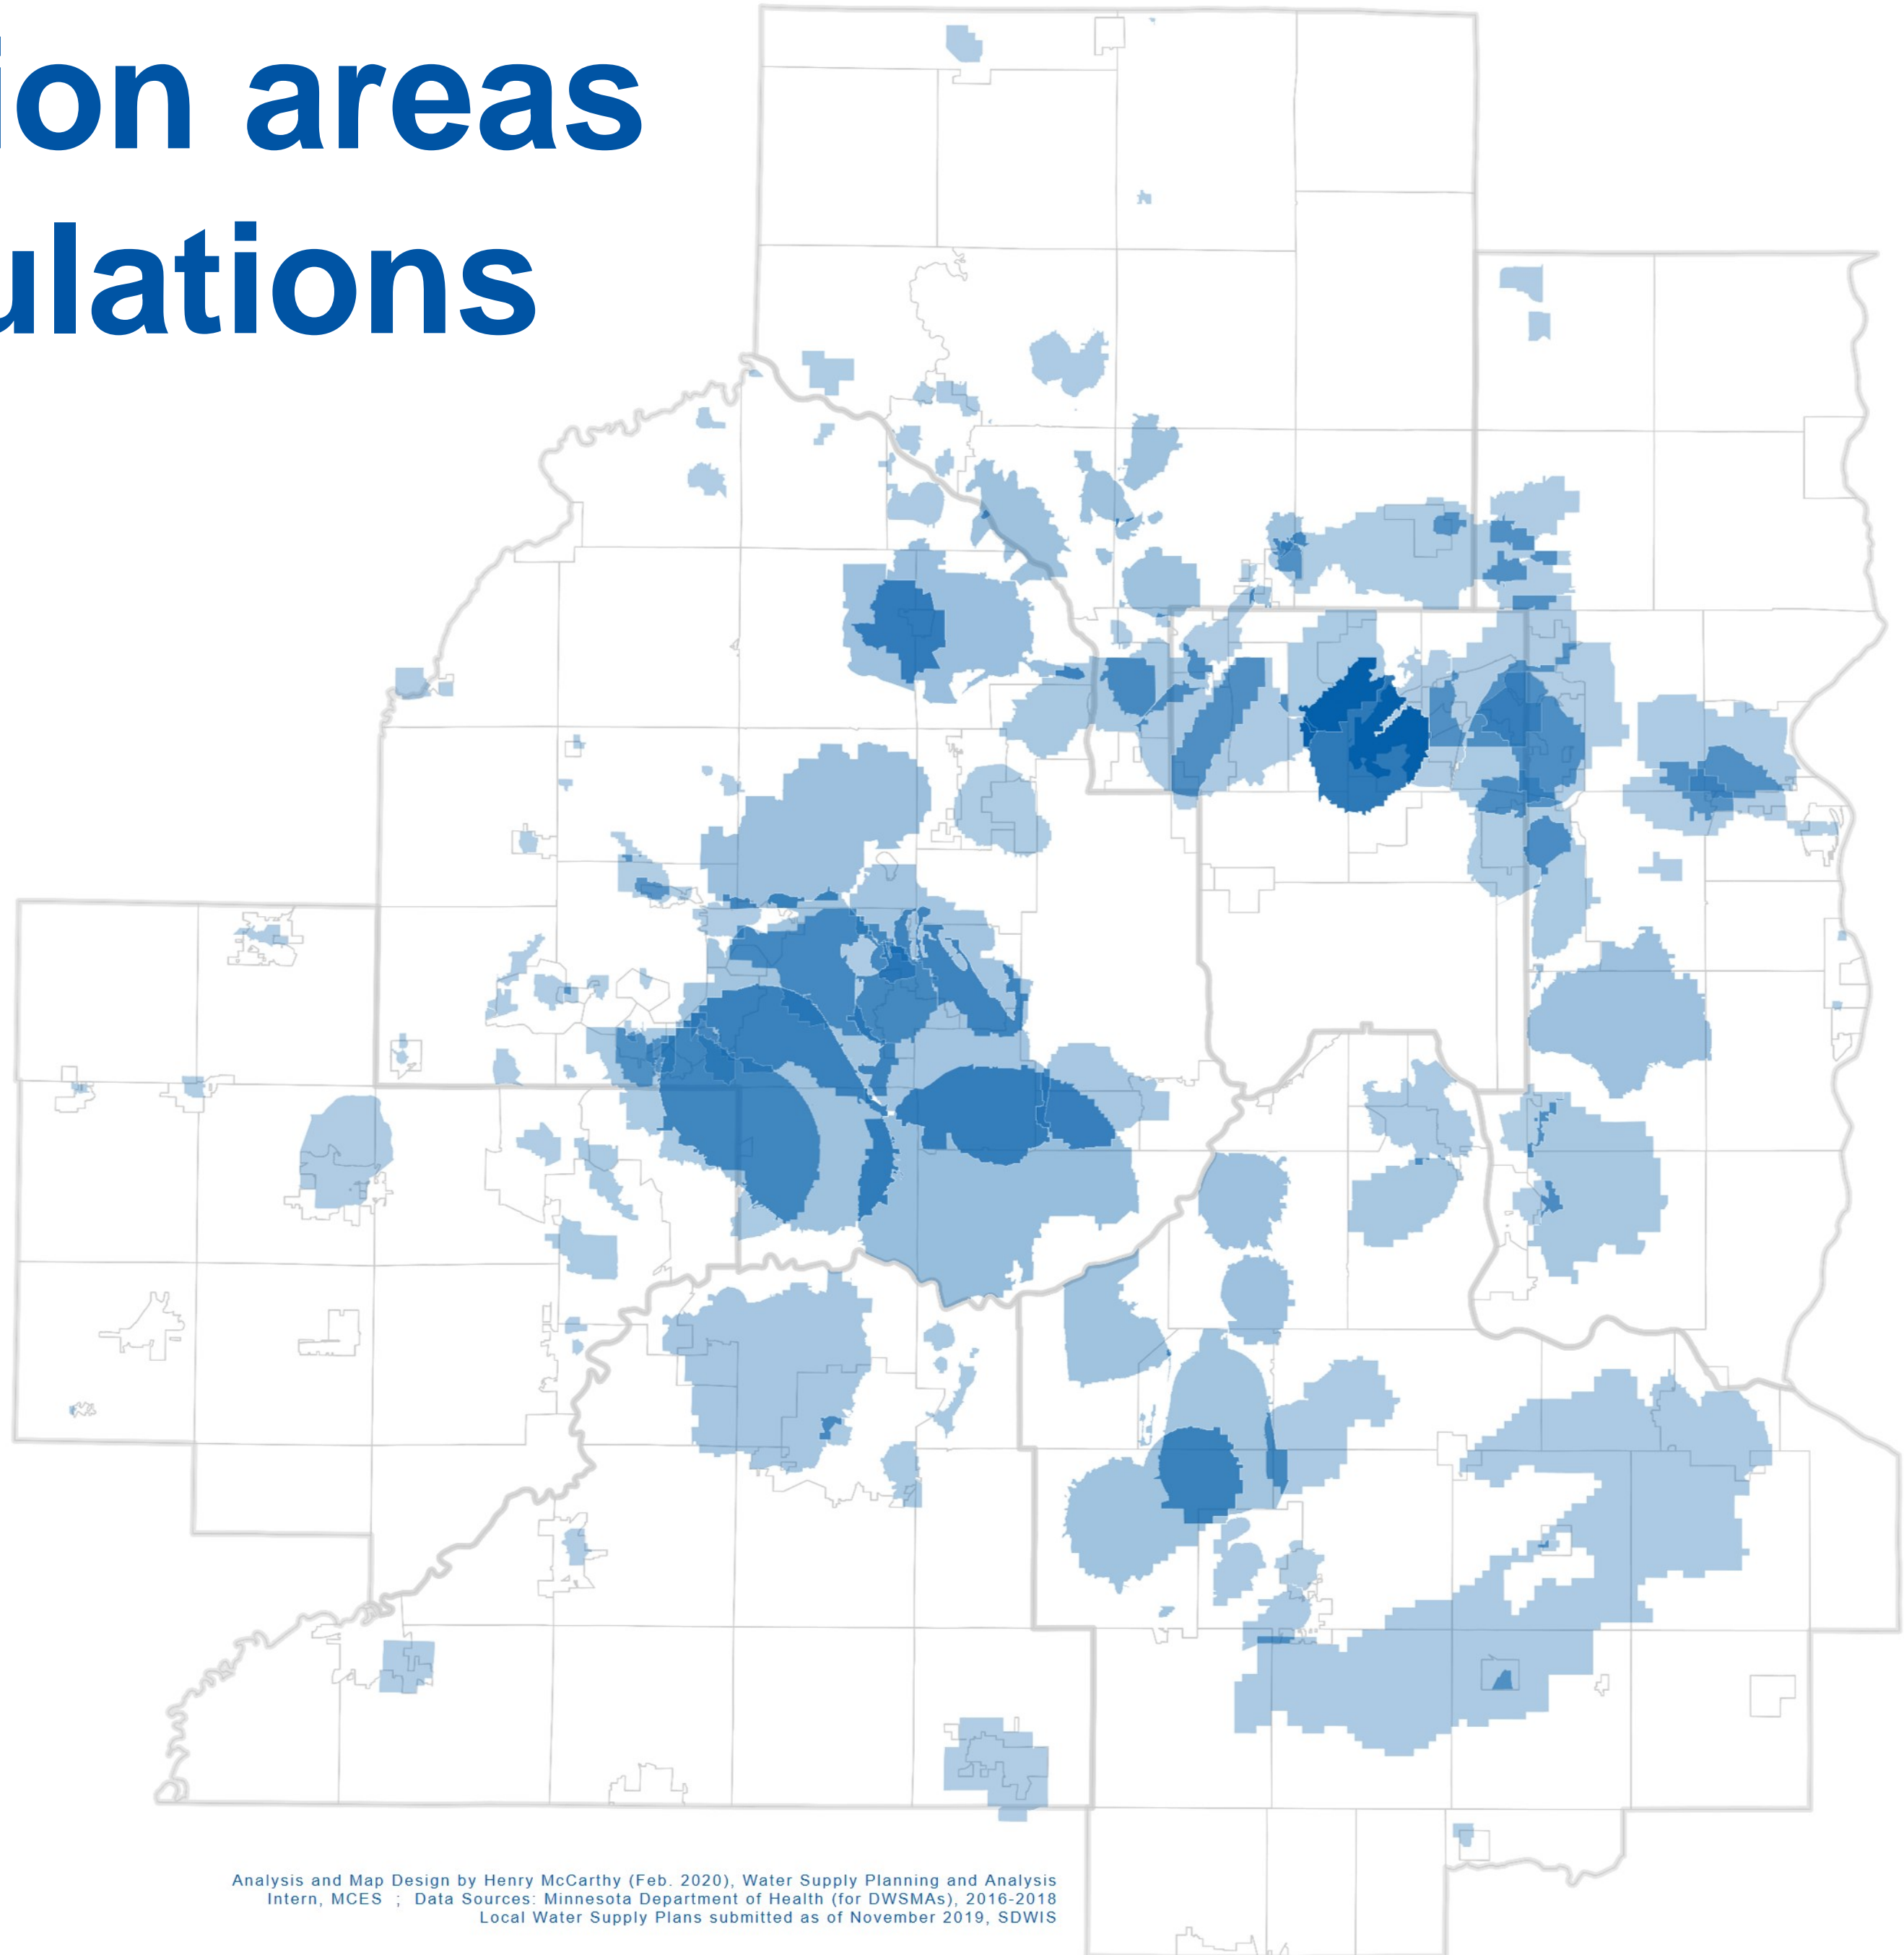 ion areas
ulations
Analysis and Map Design by Henry McCarthy (Feb. 2020), Water Supply Planning and Analysis
Intern, MCES ; Data Sources: Minnesota Department of Health (for DWSMAs), 2016-2018
Local Water Supply Plans submitted as of November 2019, SDWIS